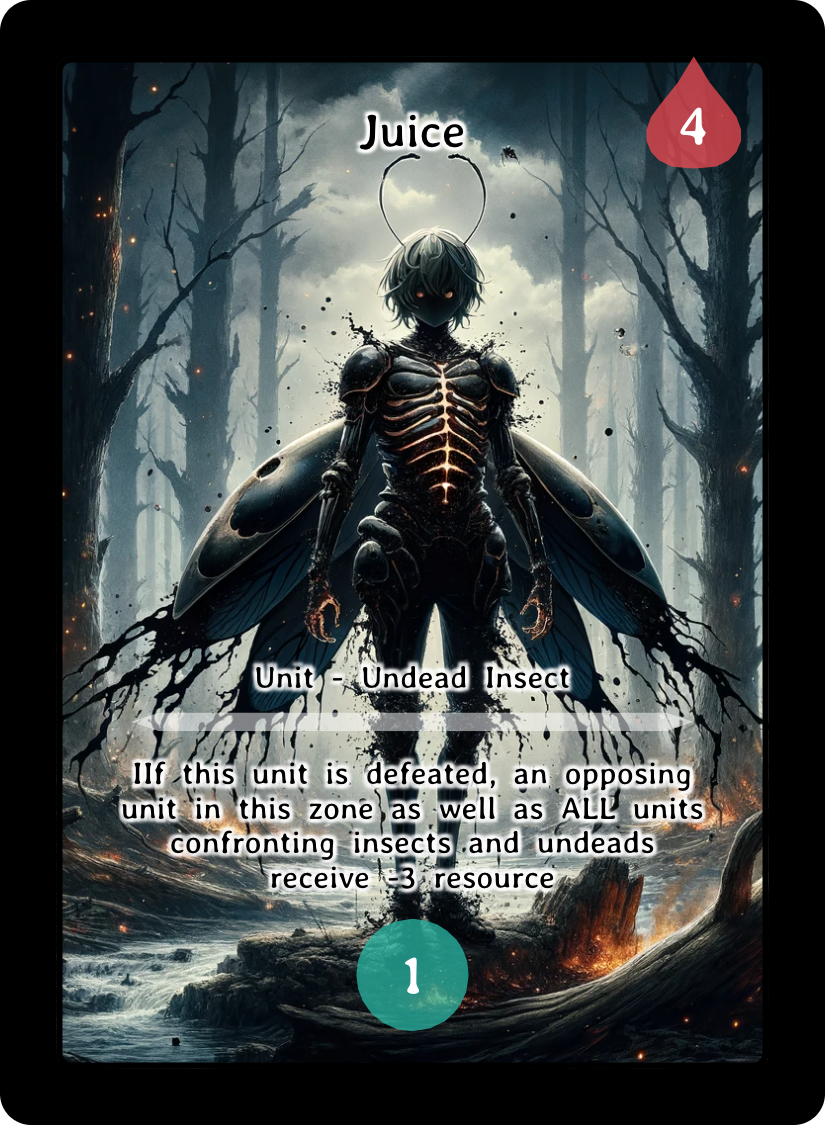 Juice
4
Unit - Undead Insect
IIf this unit is defeated, an opposing
unit in this zone as well as ALL units
confronting insects and undeads
receive -3 resource
1